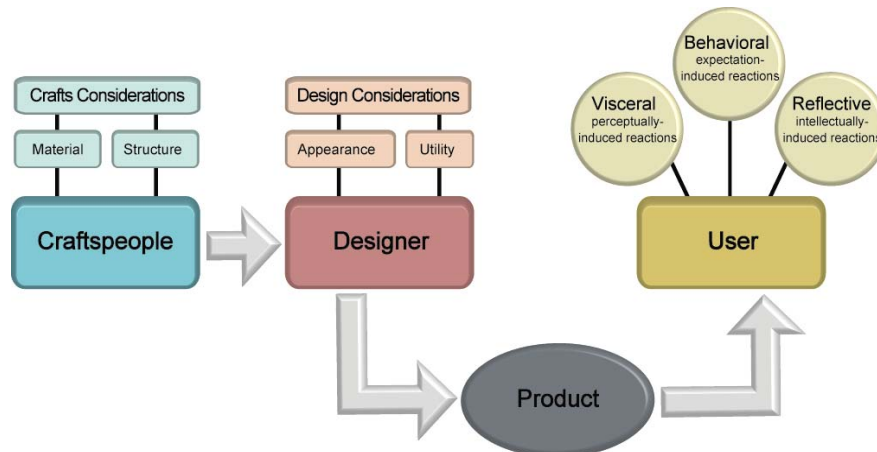 Crafts Considerations
Material
Structure
Craftspeople
Design Considerations
Appearance
Utility
Designer
Product
Visceral
perceptually-
induced reactions
Behavioral
expectation-
induced reactions
Reflective
intellectually-
induced reactions
User